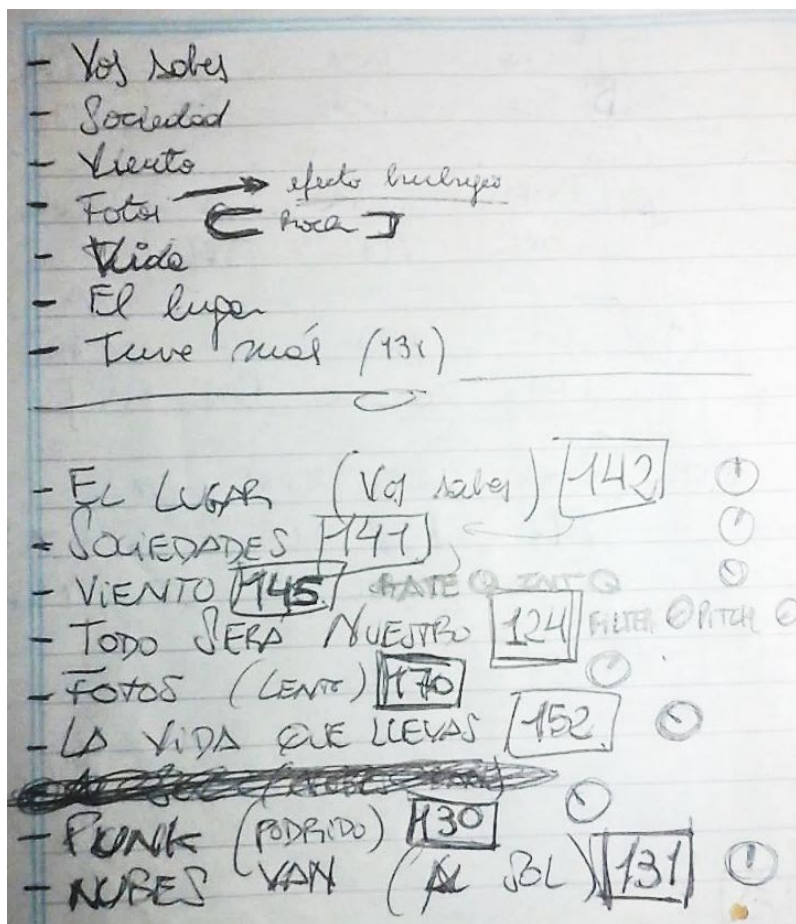 - Vos sabes
- Sociedad
- Viento
- Fotos → efecto burbujeo
[ Roca ]
- Vida
- El lugar
- Tuve más (131)
- EL LUGAR (Vos sabes) 142
- SOCIEDADES 141
- VIENTO 145 RATE INT
- TODO SERÁ NUESTRO 124 FILTER PITCH
- FOTOS (LENTO) 170
- LA VIDA QUE LLEVAS 152
- PUNK (PODRIDO) 130
- NUBES VAN (AL SOL) 131